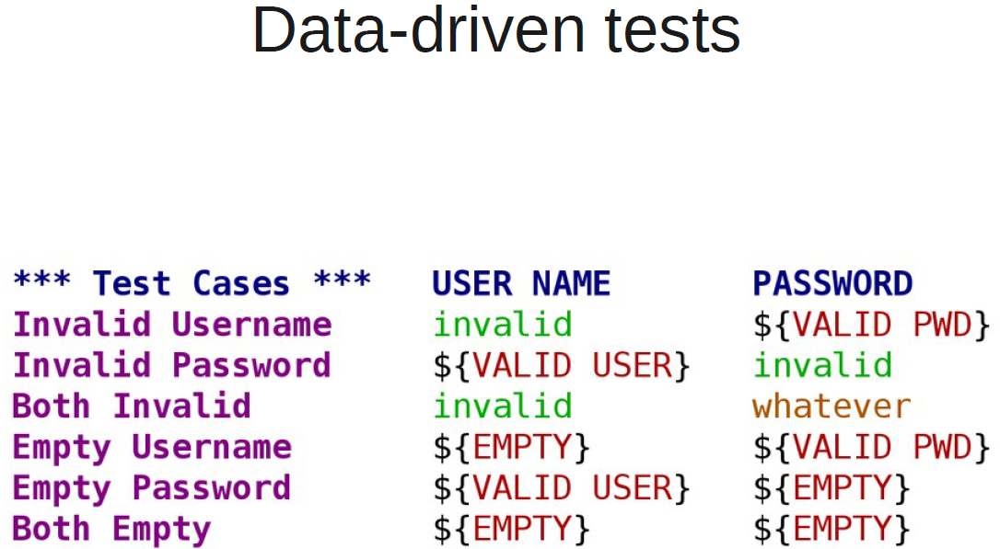 Data-driven tests
*** Test Cases *** USER NAME PASSWORD
Invalid Username invalid ${VALID PWD}
Invalid Password ${VALID USER} invalid
Both Invalid invalid whatever
Empty Username ${EMPTY} ${VALID PWD}
Empty Password ${VALID USER} ${EMPTY}
Both Empty ${EMPTY} ${EMPTY}